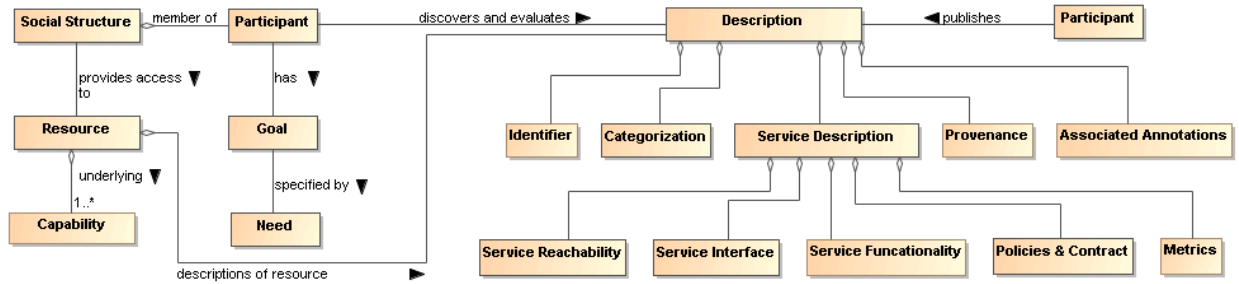 Social Structure
member of
Participant
discovers and evaluates
Description
publishes
Participant
provides access
to
has
Resource
Goal
Identifier
Categorization
Service Description
Provenance
Associated Annotations
underlying
specified by
1..*
Capability
Need
Service Reachability
Service Interface
Service Funcationality
Policies & Contract
Metrics
descriptions of resource